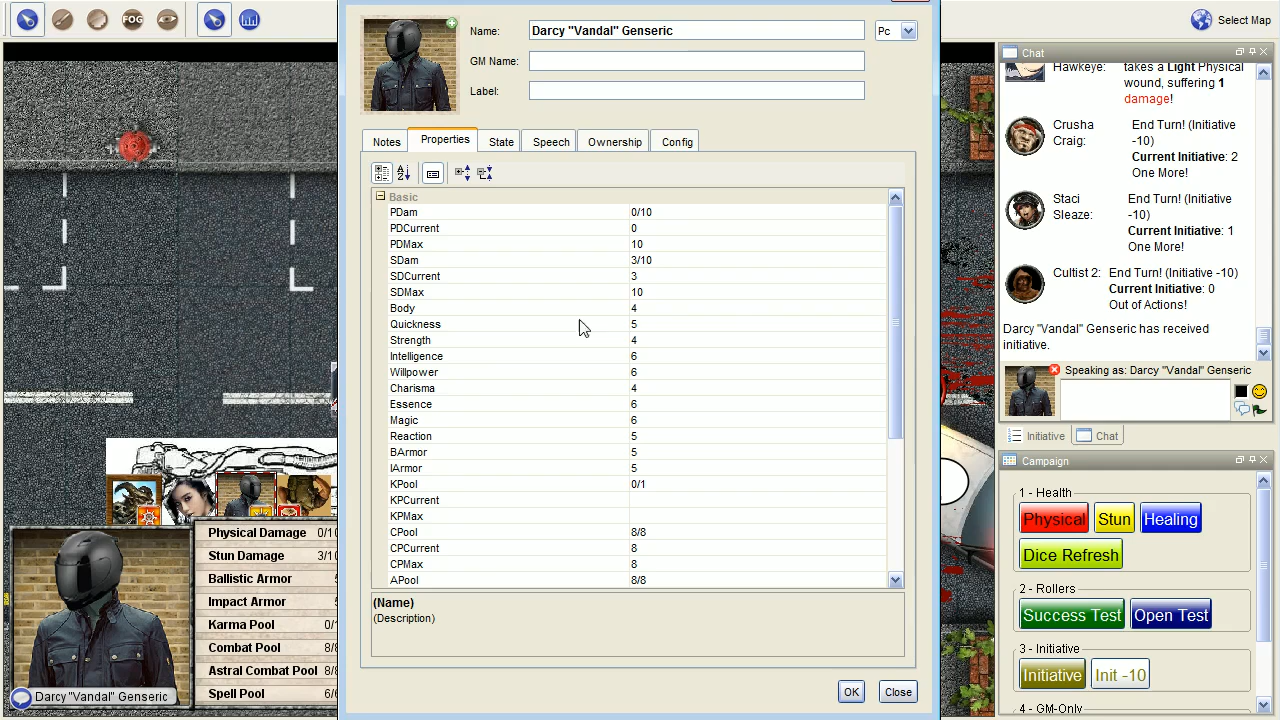 FOG
Select Map
Name:
Darcy "Vandal" Genseric
Pc
GM Name:
Label:
Notes
Properties
State
Speech
Ownership
Config
Basic
PDam 0/10
PDCurrent 0
PDMax 10
SDam 3/10
SDCurrent 3
SDMax 10
Body 4
Quickness 5
Strength 4
Intelligence 6
Willpower 6
Charisma 4
Essence 6
Magic 6
Reaction 5
BArmor 5
IArmor 5
KPool 0/1
KPCurrent
KPMax
CPool 8/8
CPCurrent 8
CPMax 8
APool 8/8
(Name)
(Description)
OK
Close
Physical Damage 0/10
Stun Damage 3/10
Ballistic Armor
Impact Armor
Karma Pool 0/
Combat Pool 8/
Astral Combat Pool 8/
Spell Pool 6/
Darcy "Vandal" Genseric
Chat
Hawkeye: takes a Light Physical
wound, suffering 1
damage!
Crusha Craig: End Turn! (Initiative
-10)
Current Initiative: 2
One More!
Staci Sleaze: End Turn! (Initiative
-10)
Current Initiative: 1
One More!
Cultist 2: End Turn! (Initiative -10)
Current Initiative: 0
Out of Actions!
Darcy "Vandal" Genseric has received
initiative.
Speaking as: Darcy "Vandal" Genseric
Initiative
Chat
Campaign
1 - Health
Physical
Stun
Healing
Dice Refresh
2 - Rollers
Success Test
Open Test
3 - Initiative
Initiative
Init -10
4 - GM-Only